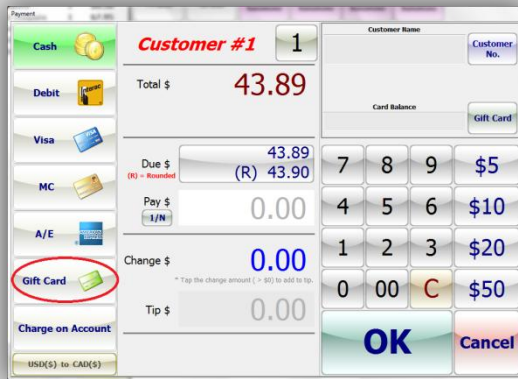 Payment
Cash
Debit
Visa
MC
A/E
Gift Card
Charge on Account
USD($) to CAD($)
Customer #1 1
Total $ 43.89
Due $ 43.89
(R) = Rounded (R) 43.90
Pay $ 0.00
1/N
Change $ 0.00
* Tap the change amount ( > $0) to add to tip.
Tip $ 0.00
Customer Name
Customer No.
Card Balance
Gift Card
7 8 9 $5
4 5 6 $10
1 2 3 $20
0 00 C $50
OK Cancel